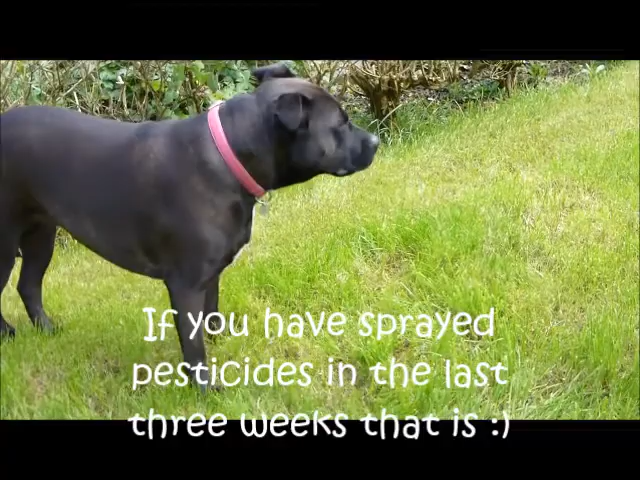 If you have sprayed
pesticides in the last
three weeks that is :)